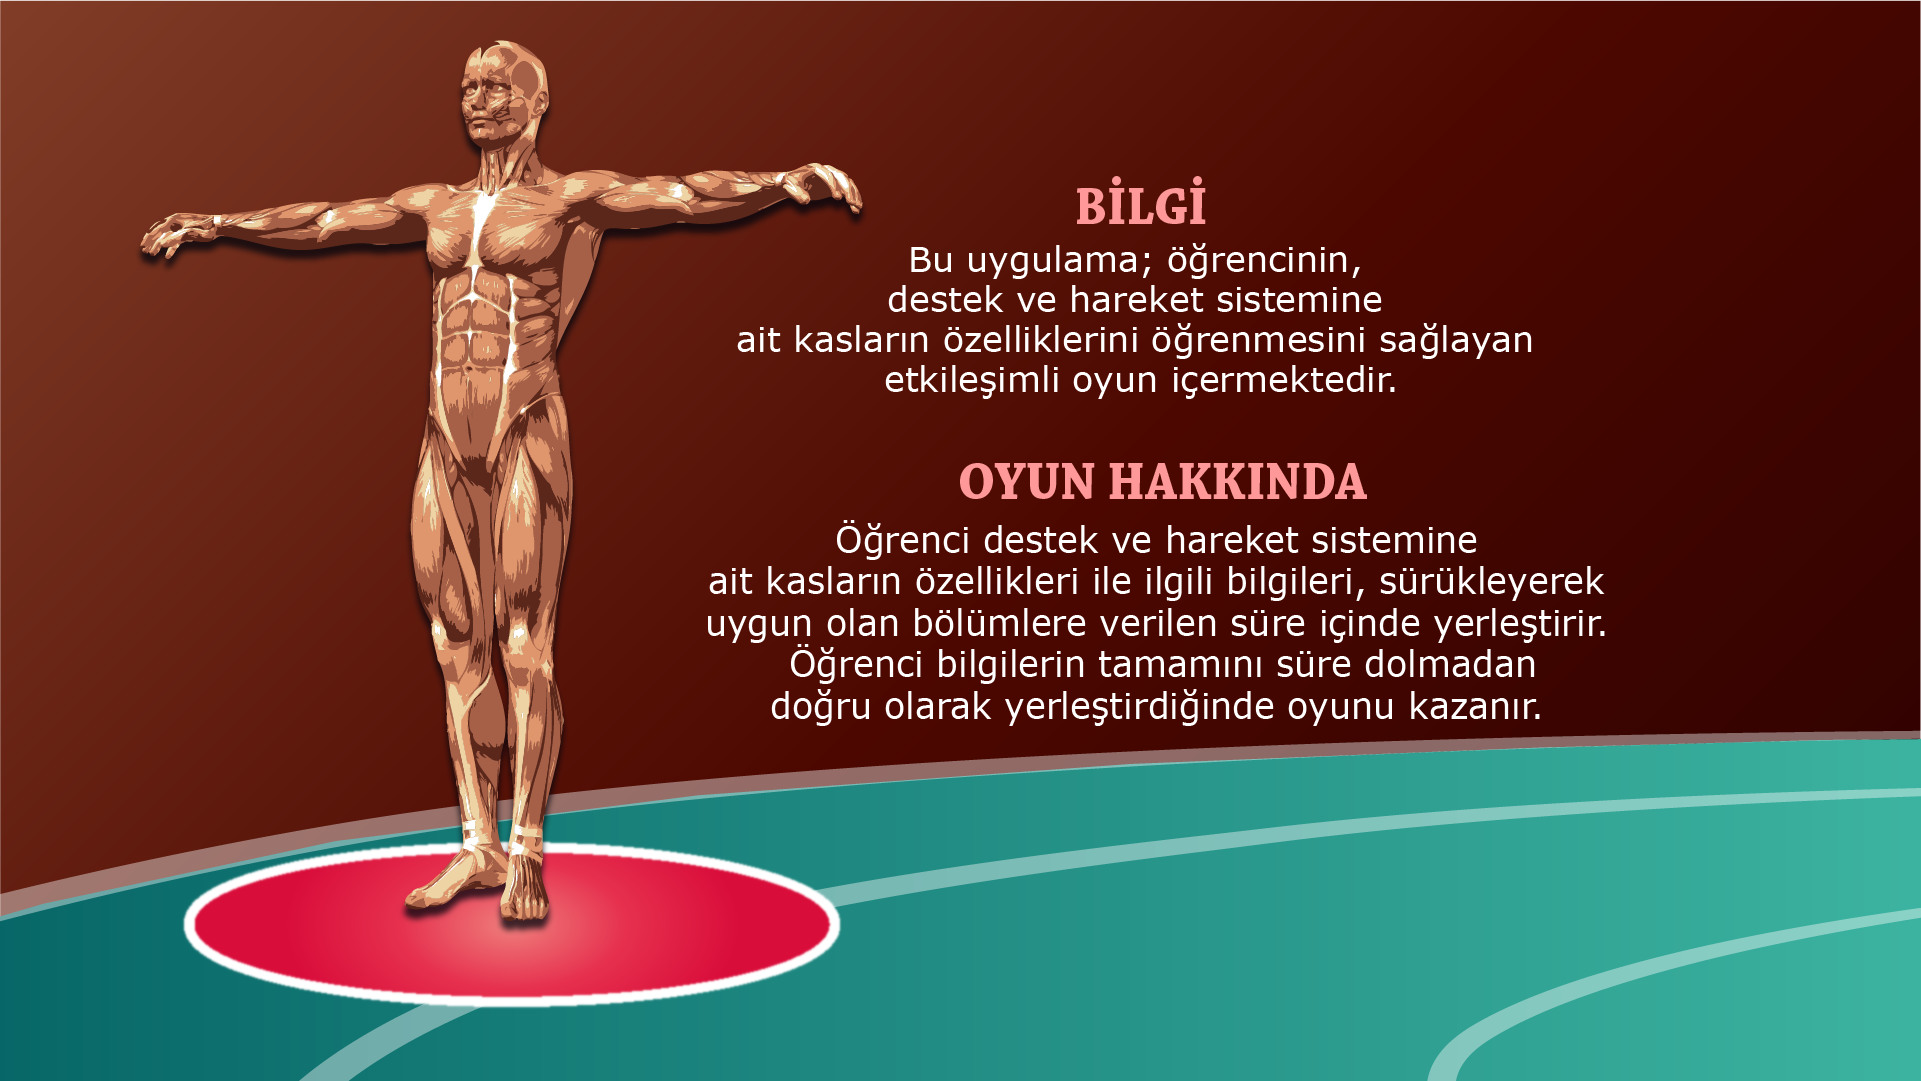 BİLGİ
Bu uygulama; öğrencinin,
destek ve hareket sistemine
ait kasların özelliklerini öğrenmesini sağlayan
etkileşimli oyun içermektedir.
OYUN HAKKINDA
Öğrenci destek ve hareket sistemine
ait kasların özellikleri ile ilgili bilgileri, sürükleyerek
uygun olan bölümlere verilen süre içinde yerleştirir.
Öğrenci bilgilerin tamamını süre dolmadan
doğru olarak yerleştirdiğinde oyunu kazanır.